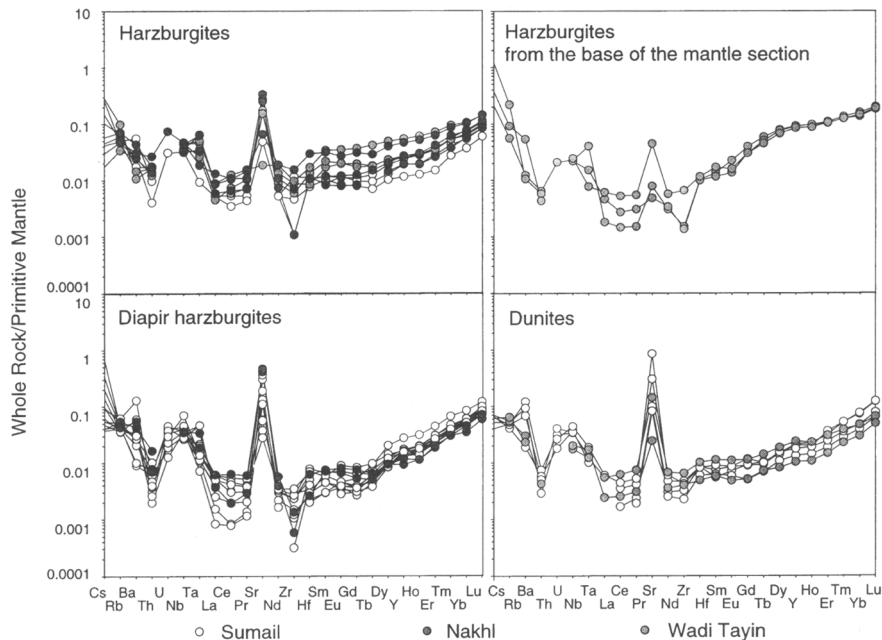 Harzburgites
Harzburgites
from the base of the mantle section
10
1
0.1
0.01
0.001
0.0001
Whole Rock/Primitive Mantle
Diapir harzburgites
Dunites
10
1
0.1
0.01
0.001
0.0001
Cs Ba U Ta Ce Sr Zr Sm Gd Dy Ho Tm Lu
Rb Th Nb La Pr Nd Hf Eu Tb Y Er Yb
Cs Ba U Ta Ce Sr Zr Sm Gd Dy Ho Tm Lu
Rb Th Nb La Pr Nd Hf Eu Tb Y Er Yb
Sumail Nakhl Wadi Tayin